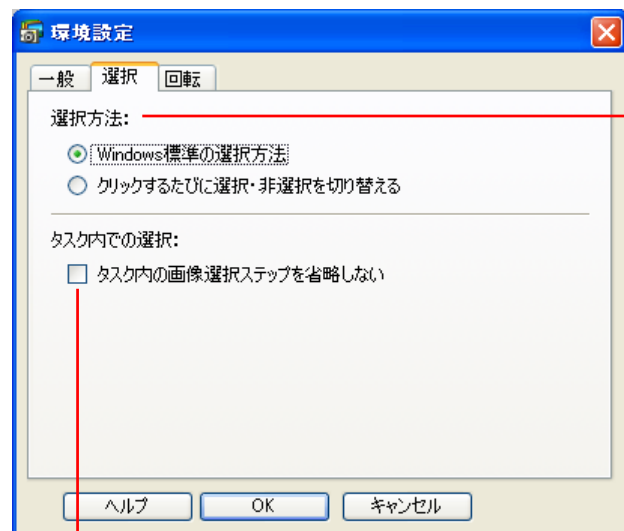 環境設定
一般 選択 回転
選択方法:
Windows標準の選択方法
クリックするたびに選択・非選択を切り替える
タスク内での選択:
タスク内の画像選択ステップを省略しない
ヘルプ OK キャンセル